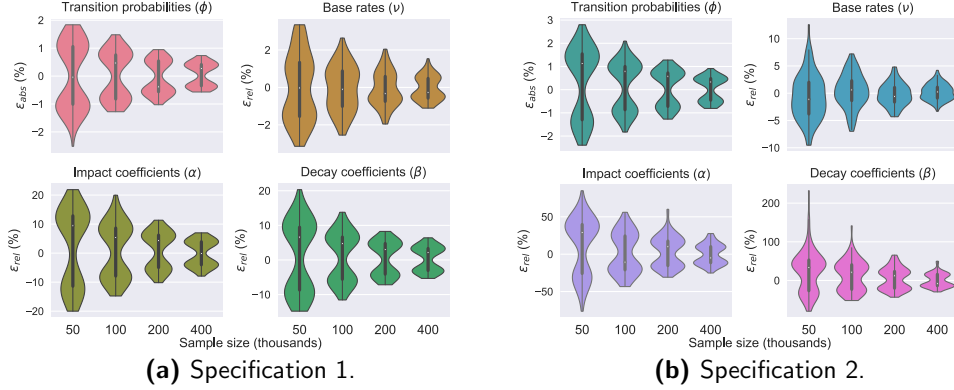 Transition probabilities (ϕ)
Base rates (ν)
ε_abs (%)
2
1
0
−1
−2
ε_rel (%)
2
0
−2
Impact coefficients (α)
Decay coefficients (β)
ε_rel (%)
20
10
0
−10
−20
ε_rel (%)
20
10
0
−10
50 100 200 400
50 100 200 400
Sample size (thousands)
(a) Specification 1.
Transition probabilities (ϕ)
Base rates (ν)
ε_abs (%)
3
2
1
0
−1
−2
ε_rel (%)
10
5
0
−5
−10
Impact coefficients (α)
Decay coefficients (β)
ε_rel (%)
50
0
−50
ε_rel (%)
200
100
0
50 100 200 400
50 100 200 400
Sample size (thousands)
(b) Specification 2.